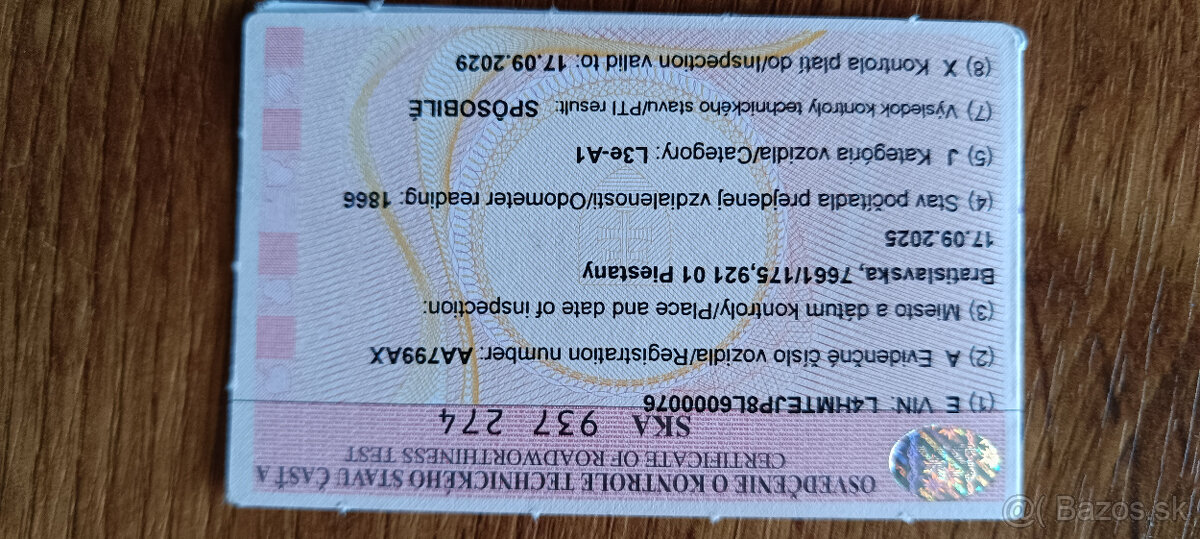 OSVEDČENIE O KONTROLE TECHNICKÉHO STAVU ČASŤ A
CERTIFICATE OF ROADWORTHINESS TEST
SKA 937 274
(1) E VIN: L4HMTEJP8L6000076
(2) A Evidenčné číslo vozidla/Registration number: AA799AX
(3) Miesto a dátum kontroly/Place and date of inspection:
Bratislavska, 7661/175,921 01 Piestany
17.09.2025
(4) Stav počítadla prejdenej vzdialenosti/Odometer reading: 1866
(5) J Kategória vozidla/Category: L3e-A1
(7) Výsledok kontroly technického stavu/PTI result: SPÔSOBILÉ
(8) X Kontrola platí do/Inspection valid to: 17.09.2029
@( Bazos.sk